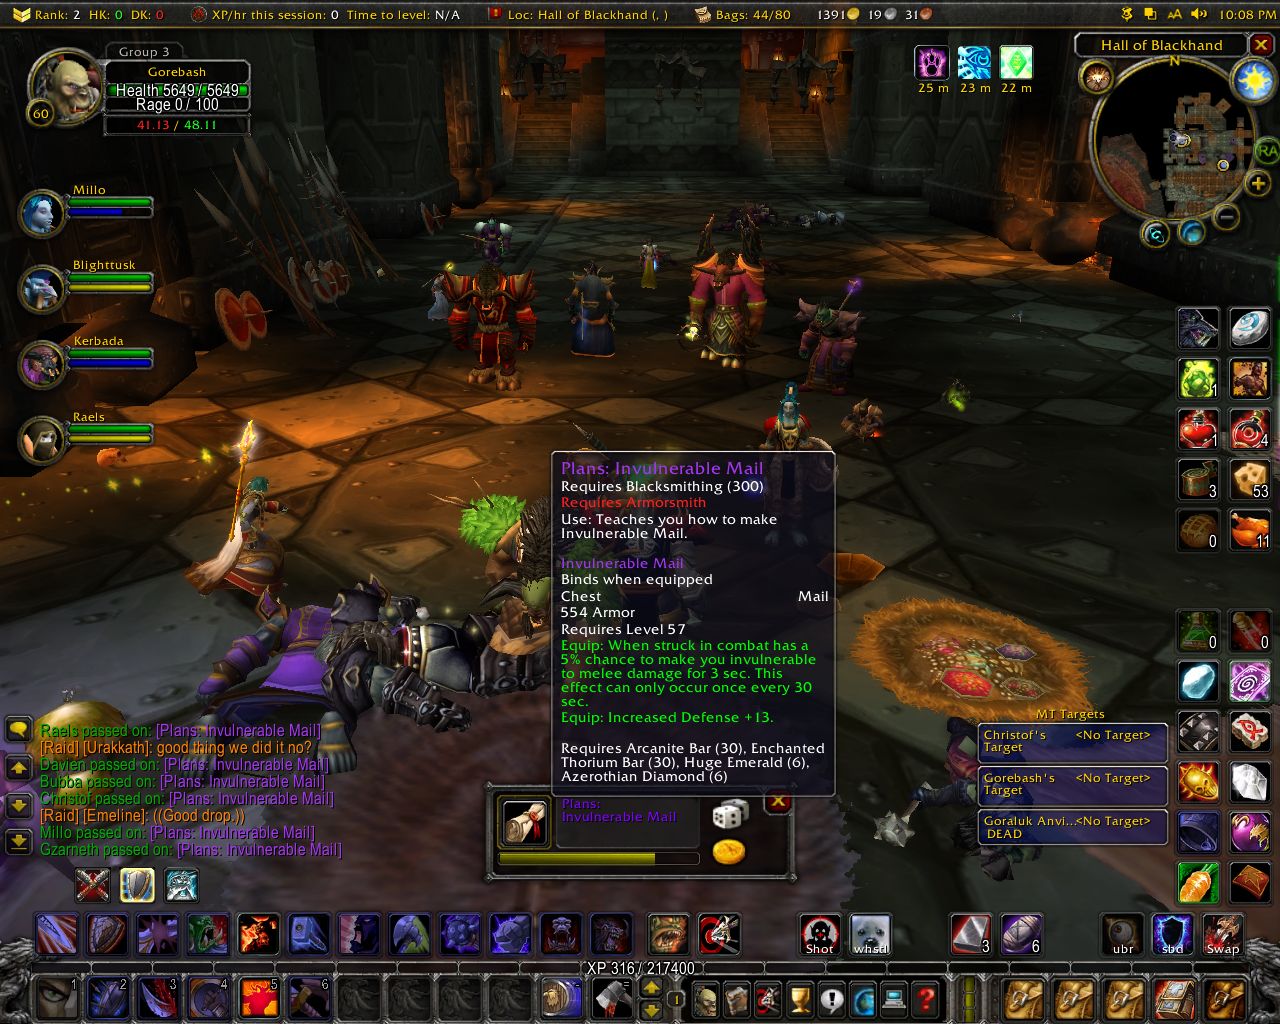 Rank: 2 HK: 0 DK: 0
XP/hr this session: 0 Time to level: N/A
Loc: Hall of Blackhand (, )
Bags: 44/80
1391 19 31
10:08 PM
Group 3
Gorebash
Health 5649 / 5649
Rage 0 / 100
60
41.13 / 48.11
Millo
Blighttusk
Kerbada
Raels
25 m 23 m 22 m
Hall of Blackhand
N
RA
1
1 4
3 53
0 11
0 0
Plans: Invulnerable Mail
Requires Blacksmithing (300)
Requires Armorsmith
Use: Teaches you how to make
Invulnerable Mail.
Invulnerable Mail
Binds when equipped
Chest Mail
554 Armor
Requires Level 57
Equip: When struck in combat has a
5% chance to make you invulnerable
to melee damage for 3 sec. This
effect can only occur once every 30
sec.
Equip: Increased Defense +13.
Requires Arcanite Bar (30), Enchanted
Thorium Bar (30), Huge Emerald (6),
Azerothian Diamond (6)
Plans:
Invulnerable Mail
MT Targets
Christof's <No Target>
Target
Gorebash's <No Target>
Target
Goraluk Anvi...<No Target>
DEAD
Raels passed on: [Plans: Invulnerable Mail]
[Raid] [Urakkath]: good thing we did it no?
Davien passed on: [Plans: Invulnerable Mail]
Bubba passed on: [Plans: Invulnerable Mail]
Christof passed on: [Plans: Invulnerable Mail]
[Raid] [Emeline]: ((Good drop.))
Millo passed on: [Plans: Invulnerable Mail]
Gzarneth passed on: [Plans: Invulnerable Mail]
Shot whstl 3 6 ubr sbd Swap
XP 316 / 217400
1 2 3 4 5 6 = 1